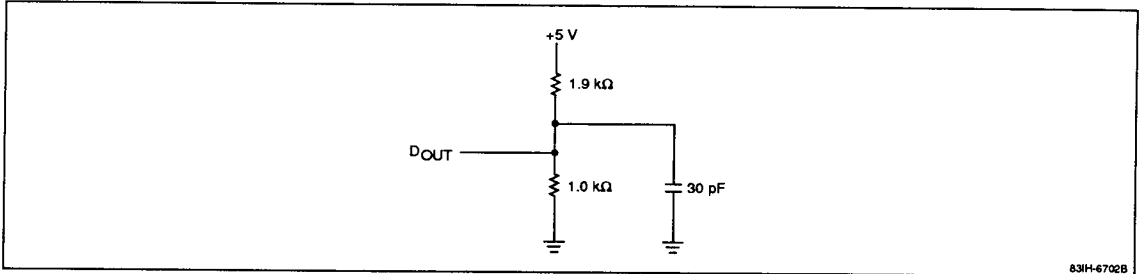 +5 V
1.9 kΩ
DOUT
1.0 kΩ
30 pF
83IH-6702B